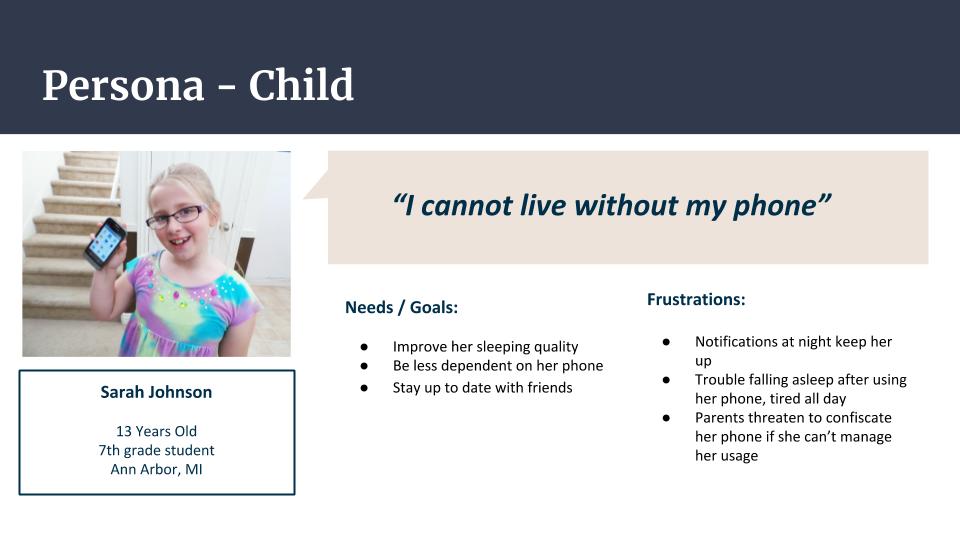 Persona - Child
“I cannot live without my phone”
Sarah Johnson
13 Years Old
7th grade student
Ann Arbor, MI
Needs / Goals:
● Improve her sleeping quality
● Be less dependent on her phone
● Stay up to date with friends
Frustrations:
● Notifications at night keep her
up
● Trouble falling asleep after using
her phone, tired all day
● Parents threaten to confiscate
her phone if she can’t manage
her usage